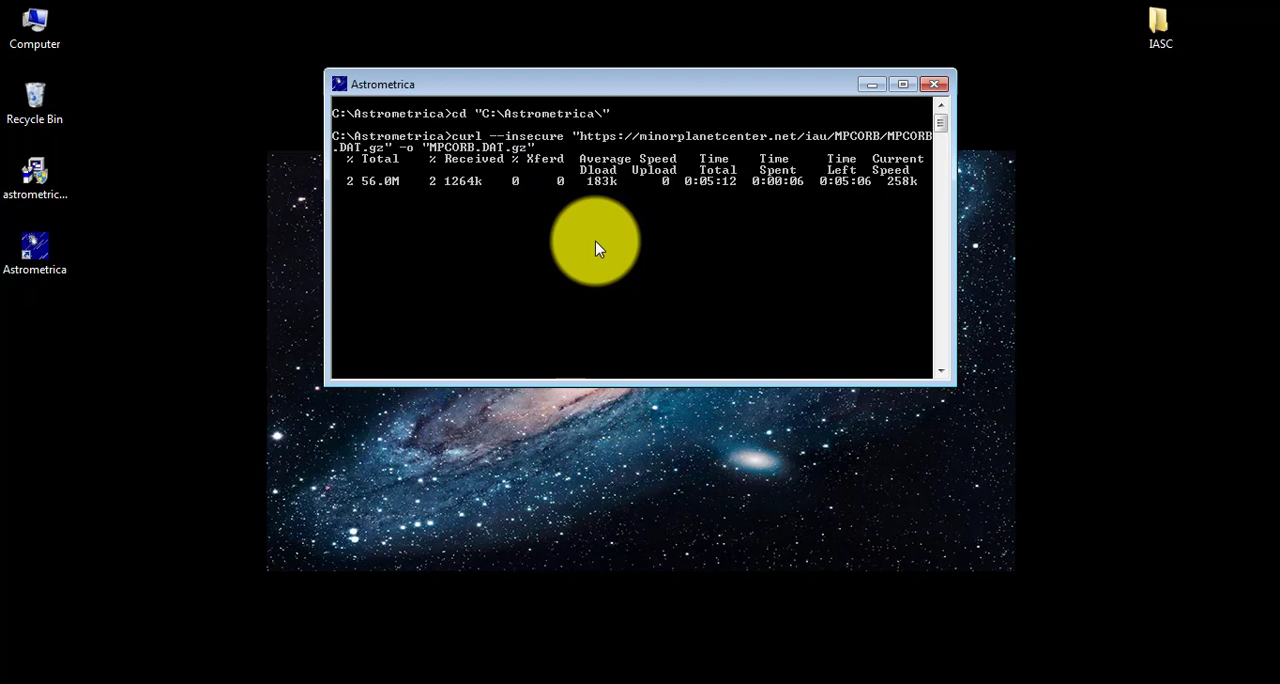 Computer
Recycle Bin
astrometric...
Astrometrica
IASC
Astrometrica
C:\Astrometrica>cd "C:\Astrometrica\"
C:\Astrometrica>curl --insecure "https://minorplanetcenter.net/iau/MPCORB/MPCORB
.DAT.gz" -o "MPCORB.DAT.gz"
% Total % Received % Xferd Average Speed Time Time Time Current
Dload Upload Total Spent Left Speed
2 56.0M 2 1264k 0 0 183k 0 0:05:12 0:00:06 0:05:06 258k